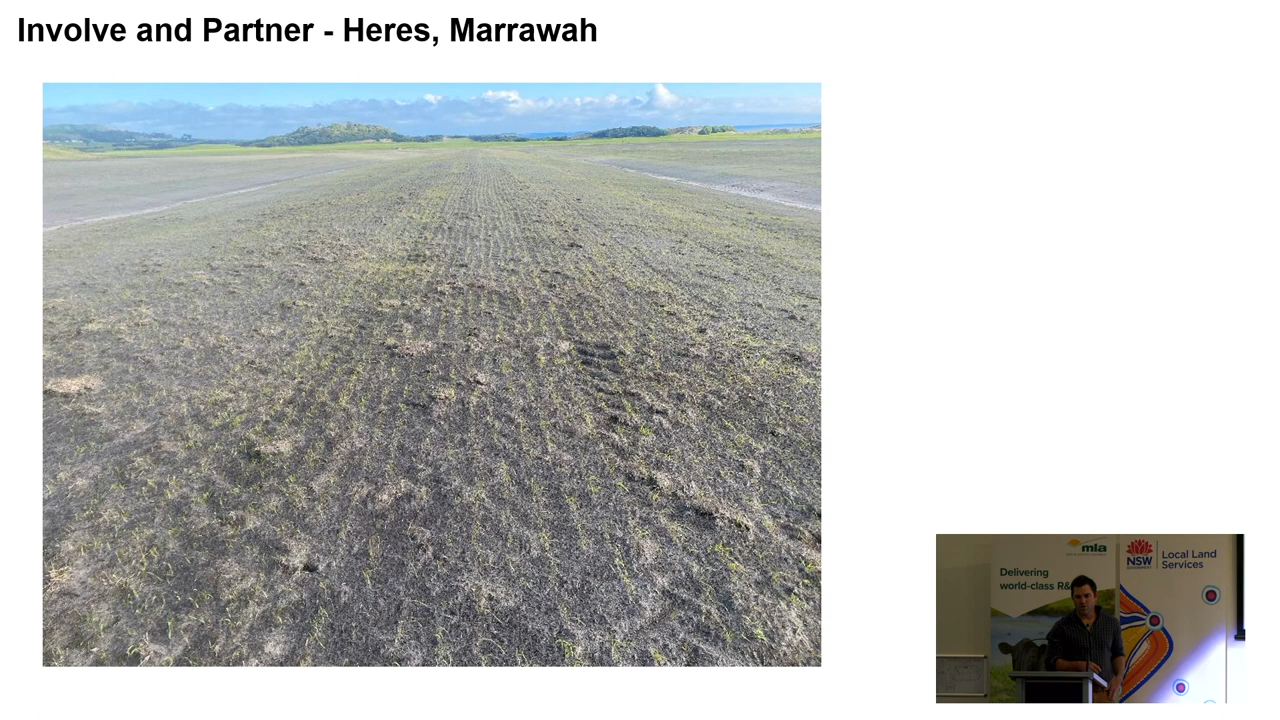 Involve and Partner - Heres, Marrawah
mla
Delivering
world-class R&
NSW
Local Land
Services